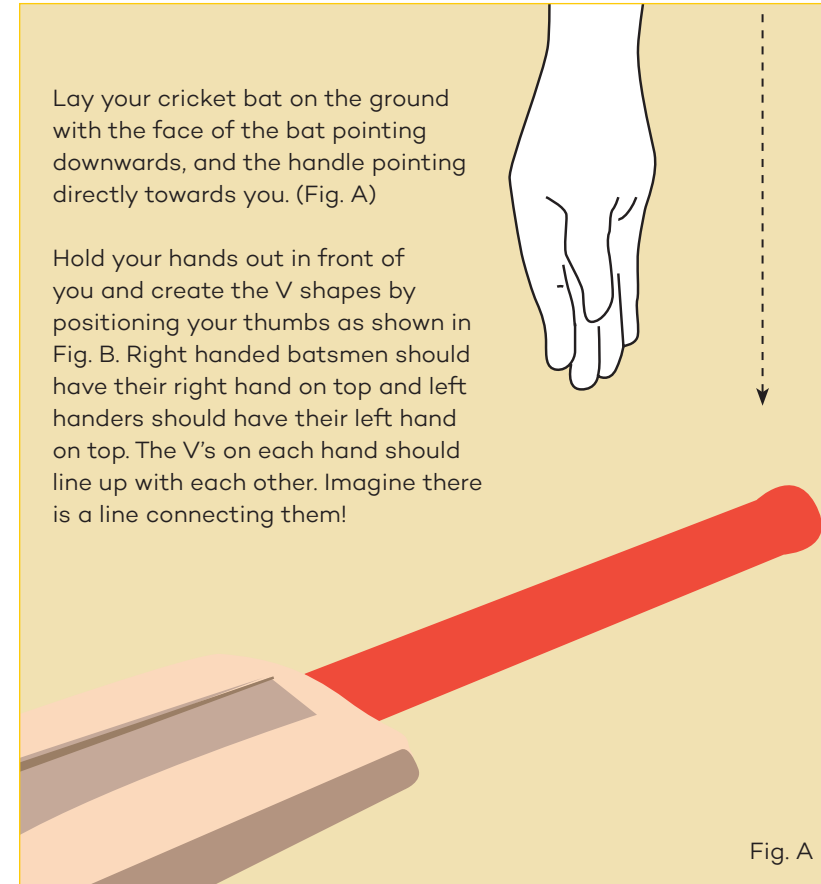 Lay your cricket bat on the ground
with the face of the bat pointing
downwards, and the handle pointing
directly towards you. (Fig. A)
Hold your hands out in front of
you and create the V shapes by
positioning your thumbs as shown in
Fig. B. Right handed batsmen should
have their right hand on top and left
handers should have their left hand
on top. The V’s on each hand should
line up with each other. Imagine there
is a line connecting them!
Fig. A